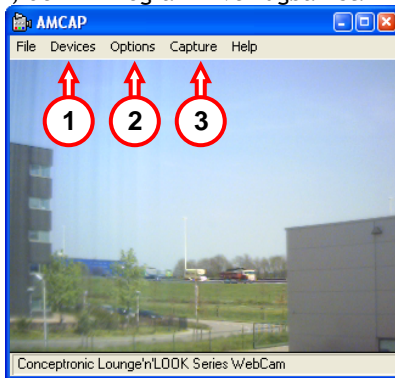 AMCAP
File Devices Options Capture Help
1 2 3
Conceptronic Lounge'n'LOOK Series WebCam